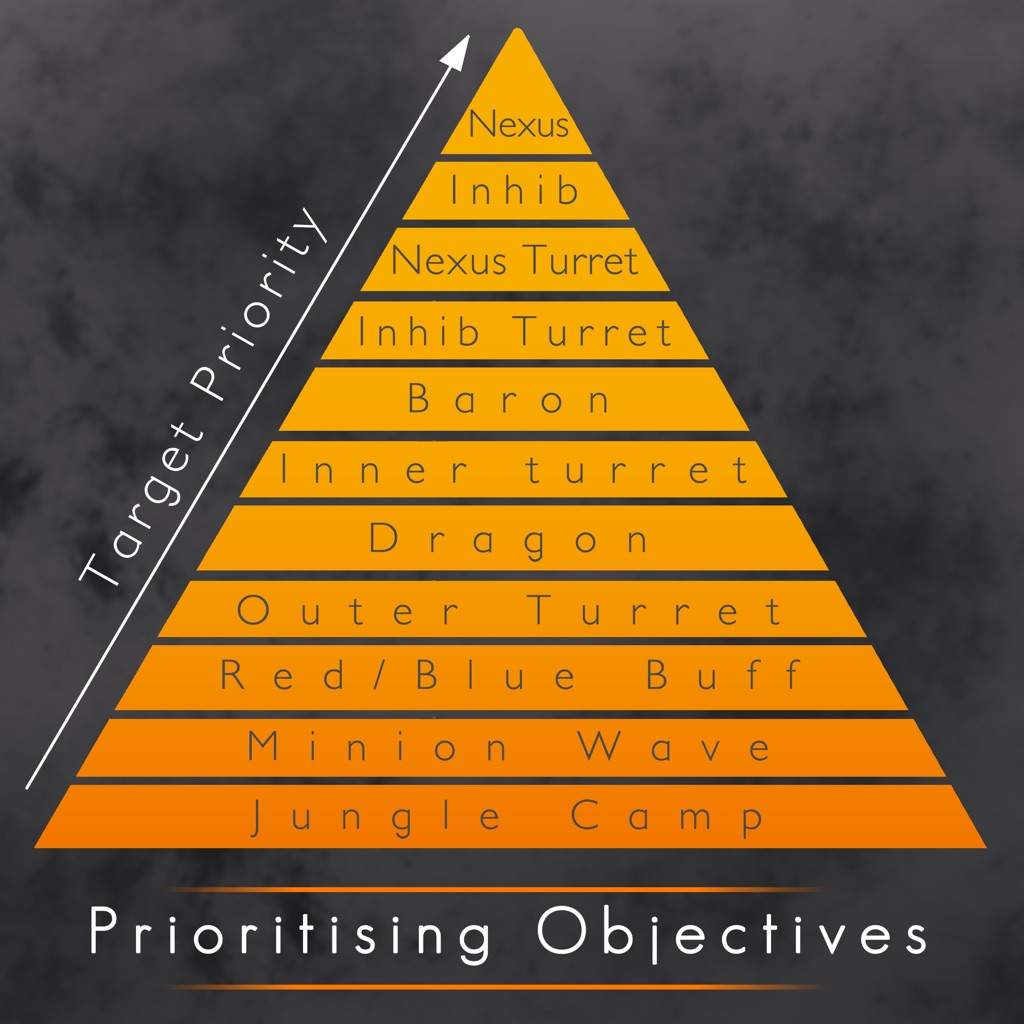 Target Priority
Nexus
Inhib
Nexus Turret
Inhib Turret
Baron
Inner turret
Dragon
Outer Turret
Red/Blue Buff
Minion Wave
Jungle Camp
Prioritising Objectives